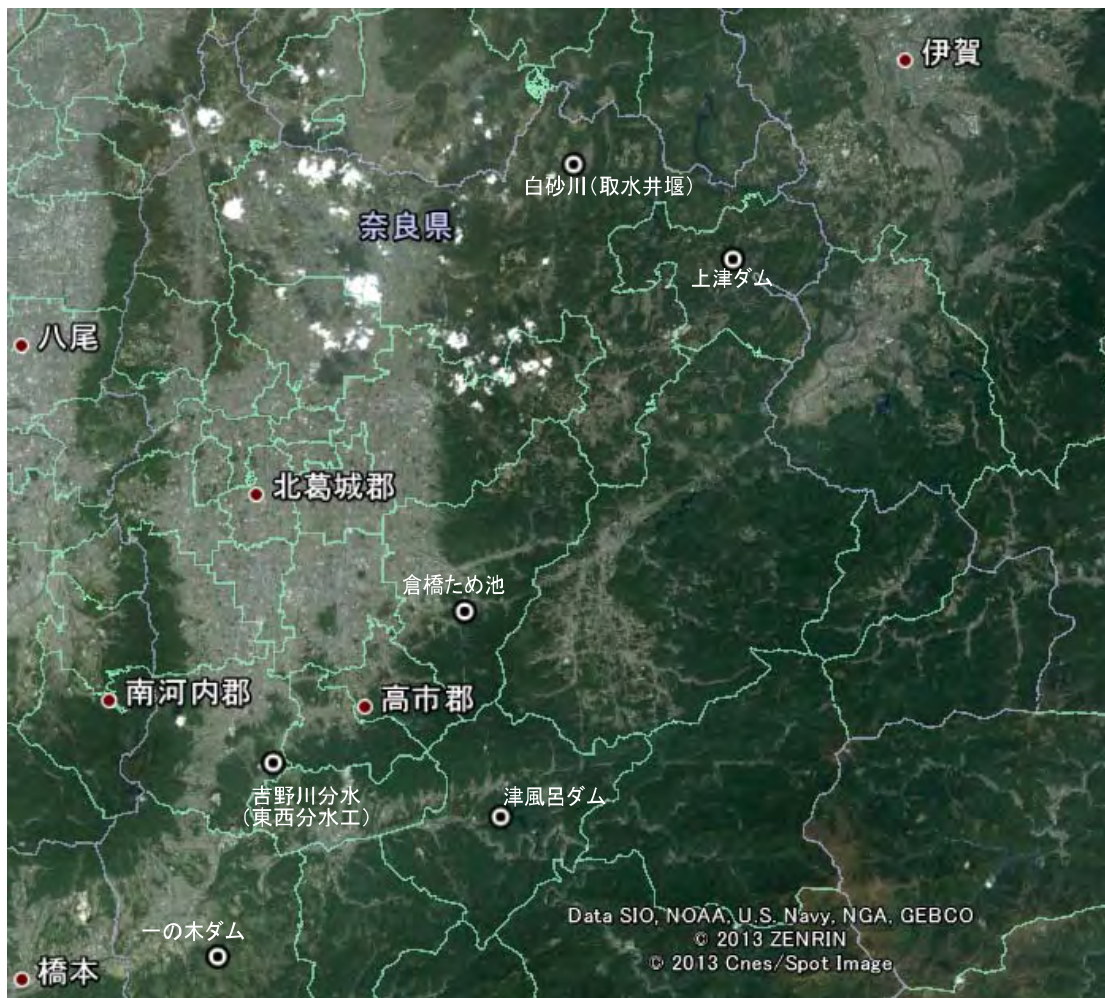 伊賀
白砂川(取水井堰)
奈良県
上津ダム
八尾
北葛城郡
倉橋ため池
南河内郡
高市郡
吉野川分水
(東西分水工)
津風呂ダム
一の木ダム
橋本
Data SIO, NOAA, U.S. Navy, NGA, GEBCO
© 2013 ZENRIN
© 2013 Cnes/Spot Image